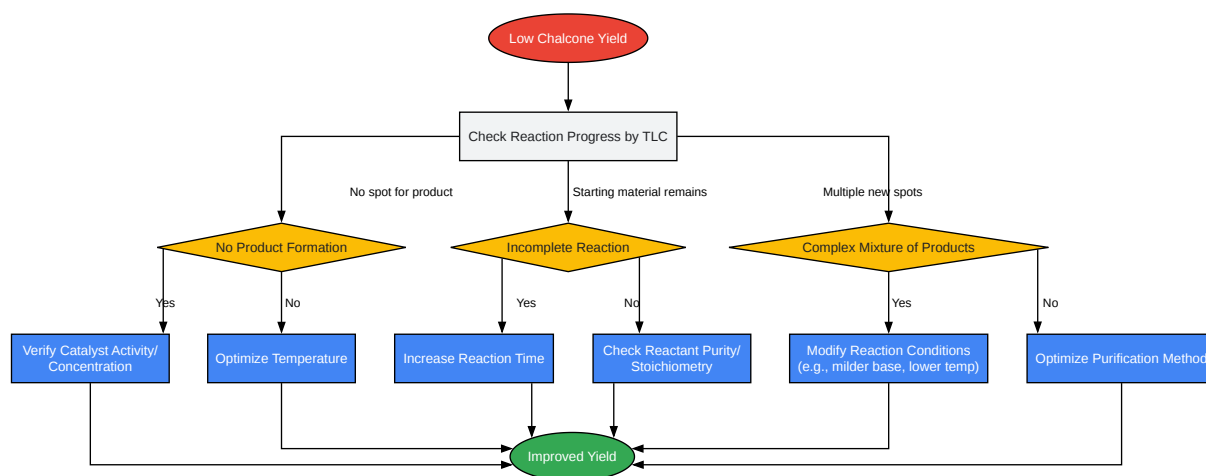 Low Chalcone Yield
Check Reaction Progress by TLC
No spot for product
Starting material remains
Multiple new spots
No Product Formation
Incomplete Reaction
Complex Mixture of Products
Yes
No
Yes
No
Yes
No
Verify Catalyst Activity/
Concentration
Optimize Temperature
Increase Reaction Time
Check Reactant Purity/
Stoichiometry
Modify Reaction Conditions
(e.g., milder base, lower temp)
Optimize Purification Method
Improved Yield